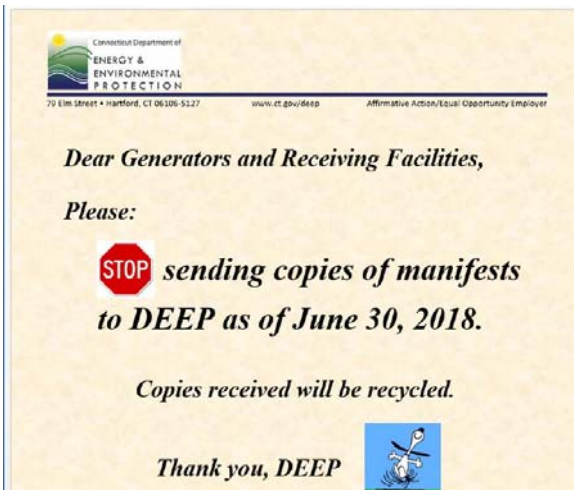 Connecticut Department of
ENERGY &
ENVIRONMENTAL
PROTECTION
79 Elm Street • Hartford, CT 06106-5127 www.ct.gov/deep Affirmative Action/Equal Opportunity Employer
Dear Generators and Receiving Facilities,
Please:
STOP sending copies of manifests
to DEEP as of June 30, 2018.
Copies received will be recycled.
Thank you, DEEP